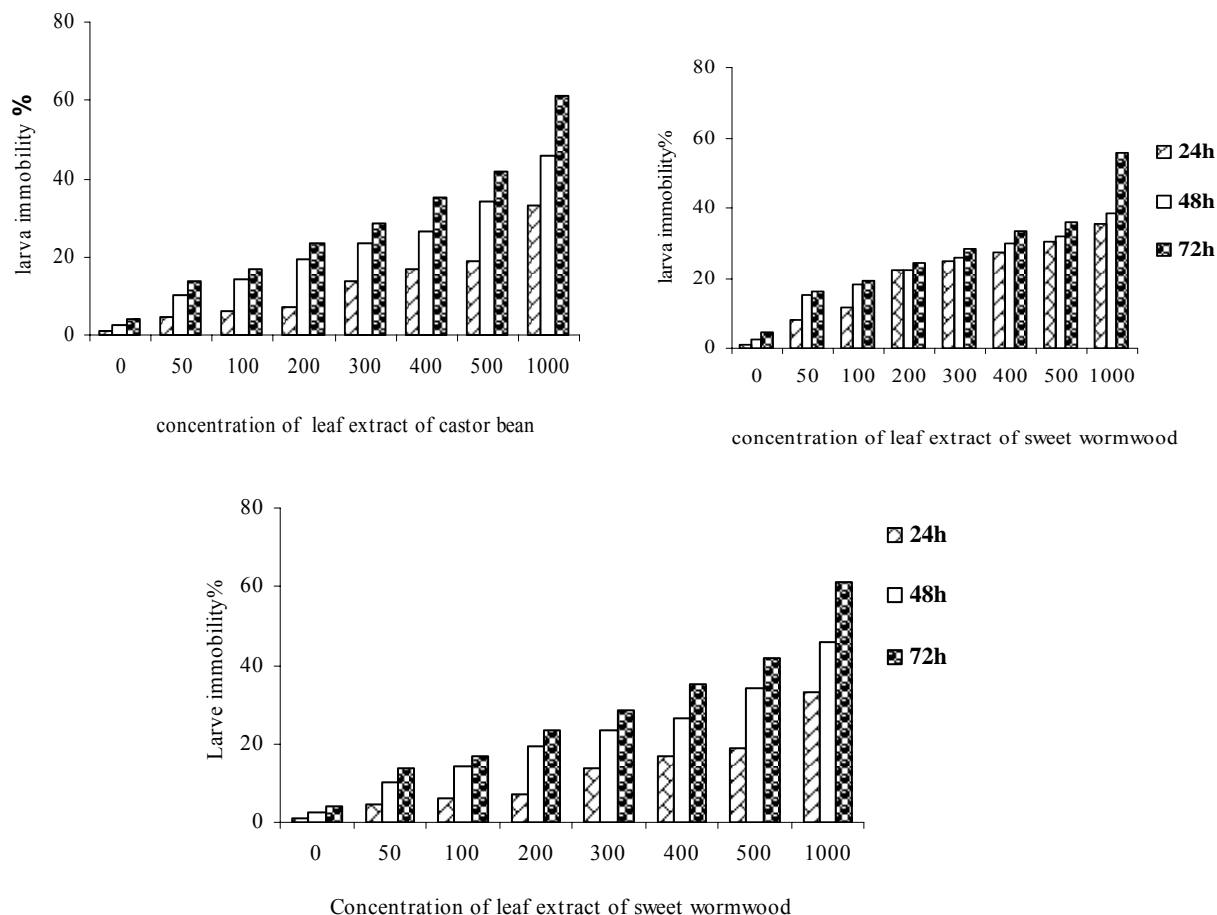 80
60
40
20
0
larva immobility %
0 50 100 200 300 400 500 1000
concentration of leaf extract of castor bean
80
60
40
20
0
larva immobility%
0 50 100 200 300 400 500 1000
concentration of leaf extract of sweet wormwood
24h
48h
72h
80
60
40
20
0
Larve immobility%
0 50 100 200 300 400 500 1000
Concentration of leaf extract of sweet wormwood
24h
48h
72h